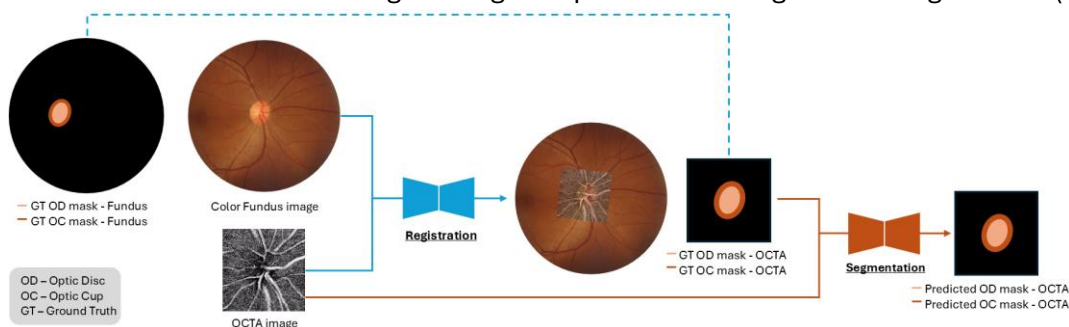 GT OD mask - Fundus
GT OC mask - Fundus
Color Fundus image
Registration
GT OD mask - OCTA
GT OC mask - OCTA
Segmentation
Predicted OD mask - OCTA
Predicted OC mask - OCTA
OD – Optic Disc
OC – Optic Cup
GT – Ground Truth
OCTA image